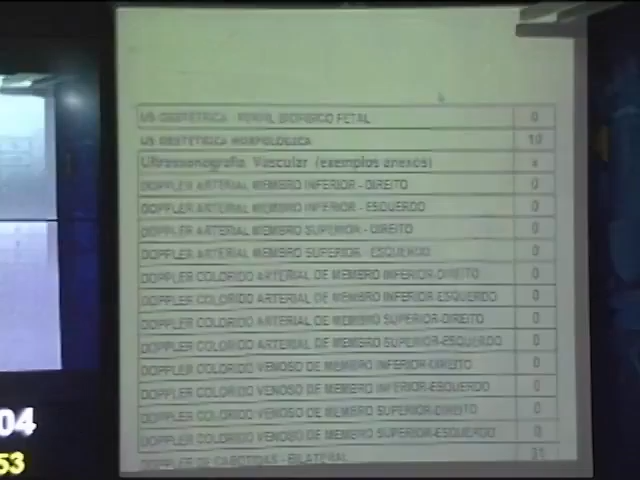 US OBSTETRICA - PERFIL BIOFISICO FETAL 0
US OBSTETRICA MORFOLOGICA 10
Ultrassonografia Vascular (exemplos anexos)
DOPPLER ARTERIAL MEMBRO INFERIOR - DIREITO 0
DOPPLER ARTERIAL MEMBRO INFERIOR - ESQUERDO 0
DOPPLER ARTERIAL MEMBRO SUPERIOR - DIREITO 0
DOPPLER ARTERIAL MEMBRO SUPERIOR - ESQUERDO 0
DOPPLER COLORIDO ARTERIAL DE MEMBRO INFERIOR-DIREITO 0
DOPPLER COLORIDO ARTERIAL DE MEMBRO INFERIOR ESQUERDO 0
DOPPLER COLORIDO ARTERIAL DE MEMBRO SUPERIOR-DIREITO 0
DOPPLER COLORIDO ARTERIAL DE MEMBRO SUPERIOR-ESQUERDO 0
DOPPLER COLORIDO VENOSO DE MEMBRO INFERIOR-DIREITO 0
DOPPLER COLORIDO VENOSO DE MEMBRO INFERIOR-ESQUERDO 0
DOPPLER COLORIDO VENOSO DE MEMBRO SUPERIOR-DIREITO 0
DOPPLER COLORIDO VENOSO DE MEMBRO SUPERIOR-ESQUERDO 0
DOPPLER DE CAROTIDAS - BILATERAL 31
04
53